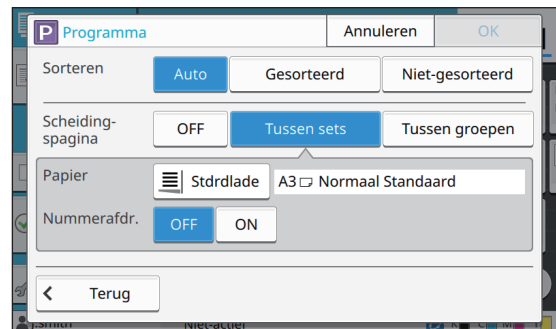 P Programma Annuleren OK
Sorteren Auto Gesorteerd Niet-gesorteerd
Scheiding-
spagina OFF Tussen sets Tussen groepen
Papier Stdrdlade A3 Normaal Standaard
Nummerafdr. OFF ON
Terug
j.smith Niet-actief K C M Y